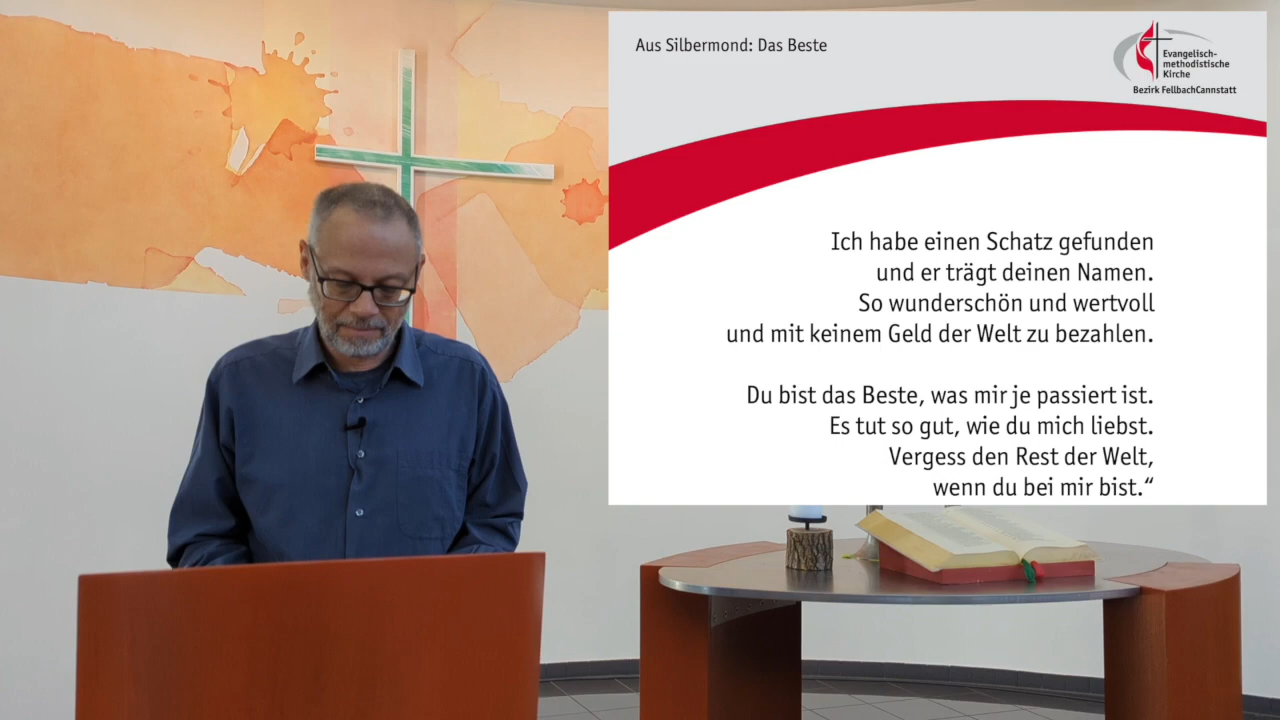 Aus Silbermond: Das Beste
Evangelisch-
methodistische
Kirche
Bezirk FellbachCannstatt
Ich habe einen Schatz gefunden
und er trägt deinen Namen.
So wunderschön und wertvoll
und mit keinem Geld der Welt zu bezahlen.
Du bist das Beste, was mir je passiert ist.
Es tut so gut, wie du mich liebst.
Vergess den Rest der Welt,
wenn du bei mir bist.“